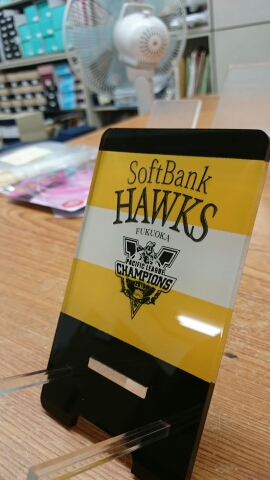 SoftBank
HAWKS
FUKUOKA
PACIFIC LEAGUE
CHAMPIONS